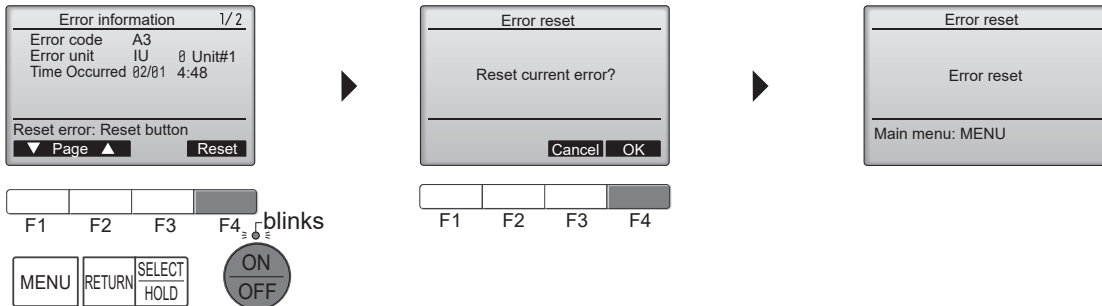 Error information 1/2
Error code A3
Error unit IU 0 Unit#1
Time Occurred 02/01 4:48
Reset error: Reset button
▼ Page ▲ Reset
F1 F2 F3 F4
blinks
MENU RETURN SELECT HOLD ON OFF
Error reset
Reset current error?
Cancel OK
F1 F2 F3 F4
Error reset
Error reset
Main menu: MENU